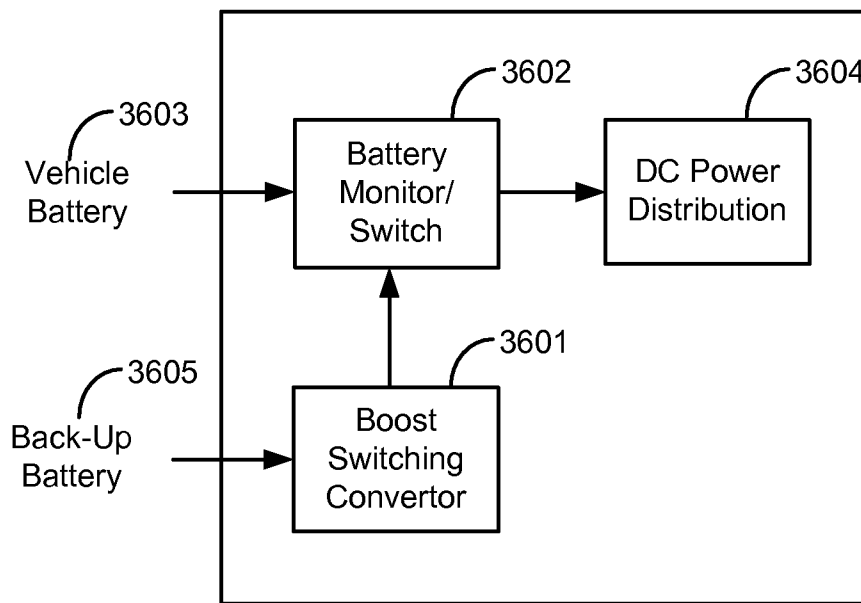 3602
3604
3603
Vehicle
Battery
Battery
Monitor/
Switch
DC Power
Distribution
3605
Back-Up
Battery
3601
Boost
Switching
Convertor